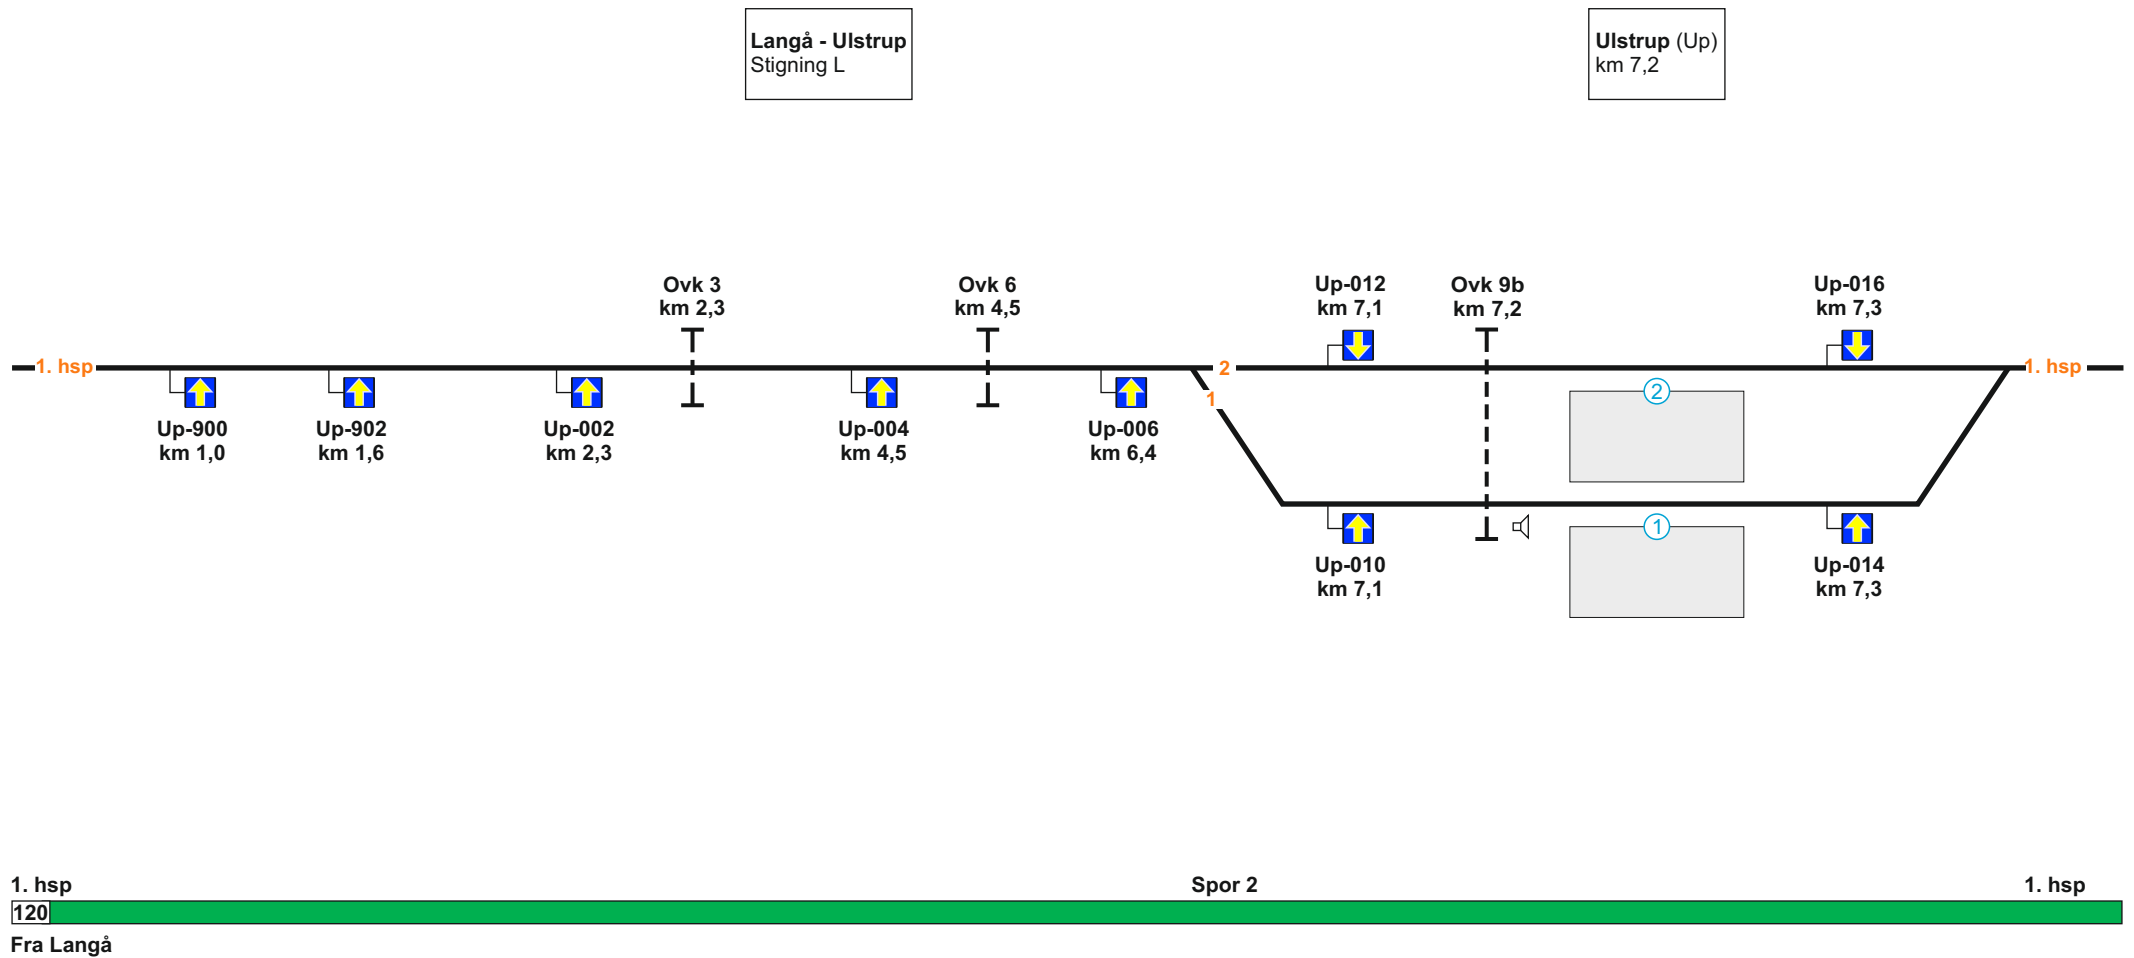 Langå - Ulstrup
Stigning L
Ulstrup (Up)
km 7,2
Ovk 3
km 2,3
Ovk 6
km 4,5
Up-012
km 7,1
Ovk 9b
km 7,2
Up-016
km 7,3
1. hsp
2
1. hsp
1
2
Up-900
km 1,0
Up-902
km 1,6
Up-002
km 2,3
Up-004
km 4,5
Up-006
km 6,4
1
Up-010
km 7,1
Up-014
km 7,3
1. hsp
Spor 2
1. hsp
120
Fra Langå